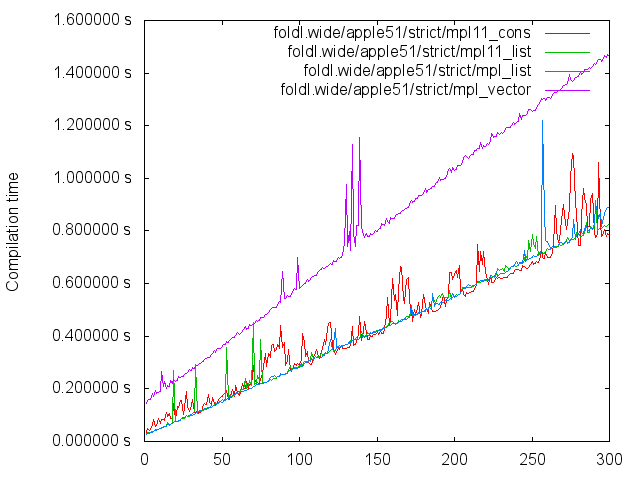 1.600000 s
1.400000 s
1.200000 s
1.000000 s
0.800000 s
0.600000 s
0.400000 s
0.200000 s
0.000000 s
Compilation time
foldl.wide/apple51/strict/mpl11_cons
foldl.wide/apple51/strict/mpl11_list
foldl.wide/apple51/strict/mpl_list
foldl.wide/apple51/strict/mpl_vector
0 50 100 150 200 250 300